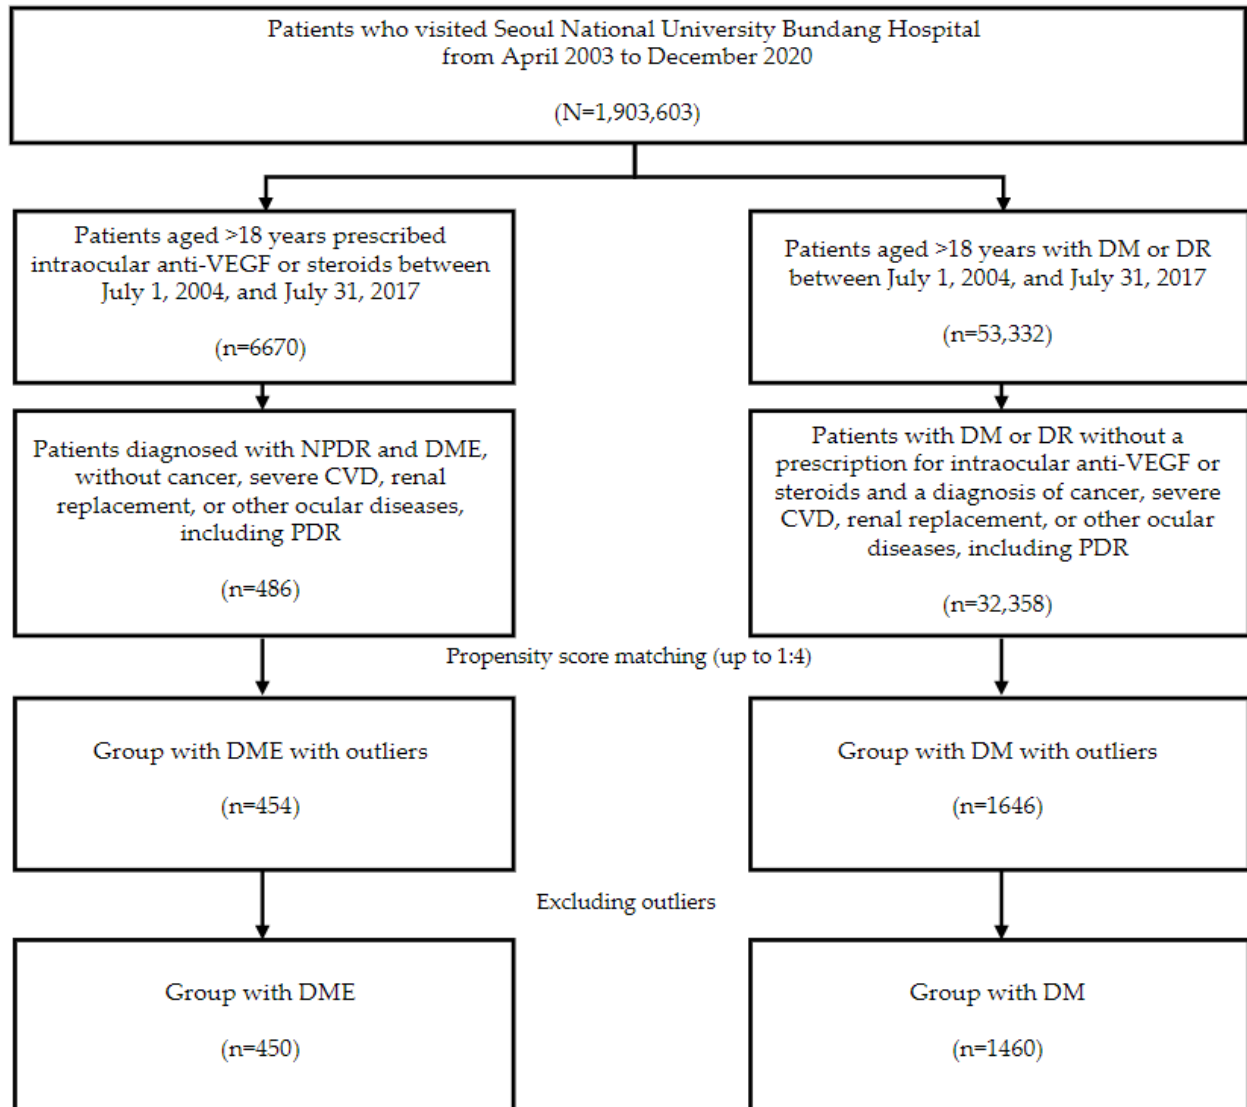 Patients who visited Seoul National University Bundang Hospital
from April 2003 to December 2020
(N=1,903,603)
Patients aged >18 years prescribed
intraocular anti-VEGF or steroids between
July 1, 2004, and July 31, 2017
(n=6670)
Patients aged >18 years with DM or DR
between July 1, 2004, and July 31, 2017
(n=53,332)
Patients diagnosed with NPDR and DME,
without cancer, severe CVD, renal
replacement, or other ocular diseases,
including PDR
(n=486)
Patients with DM or DR without a
prescription for intraocular anti-VEGF or
steroids and a diagnosis of cancer, severe
CVD, renal replacement, or other ocular
diseases, including PDR
(n=32,358)
Propensity score matching (up to 1:4)
Group with DME with outliers
(n=454)
Group with DM with outliers
(n=1646)
Excluding outliers
Group with DME
(n=450)
Group with DM
(n=1460)